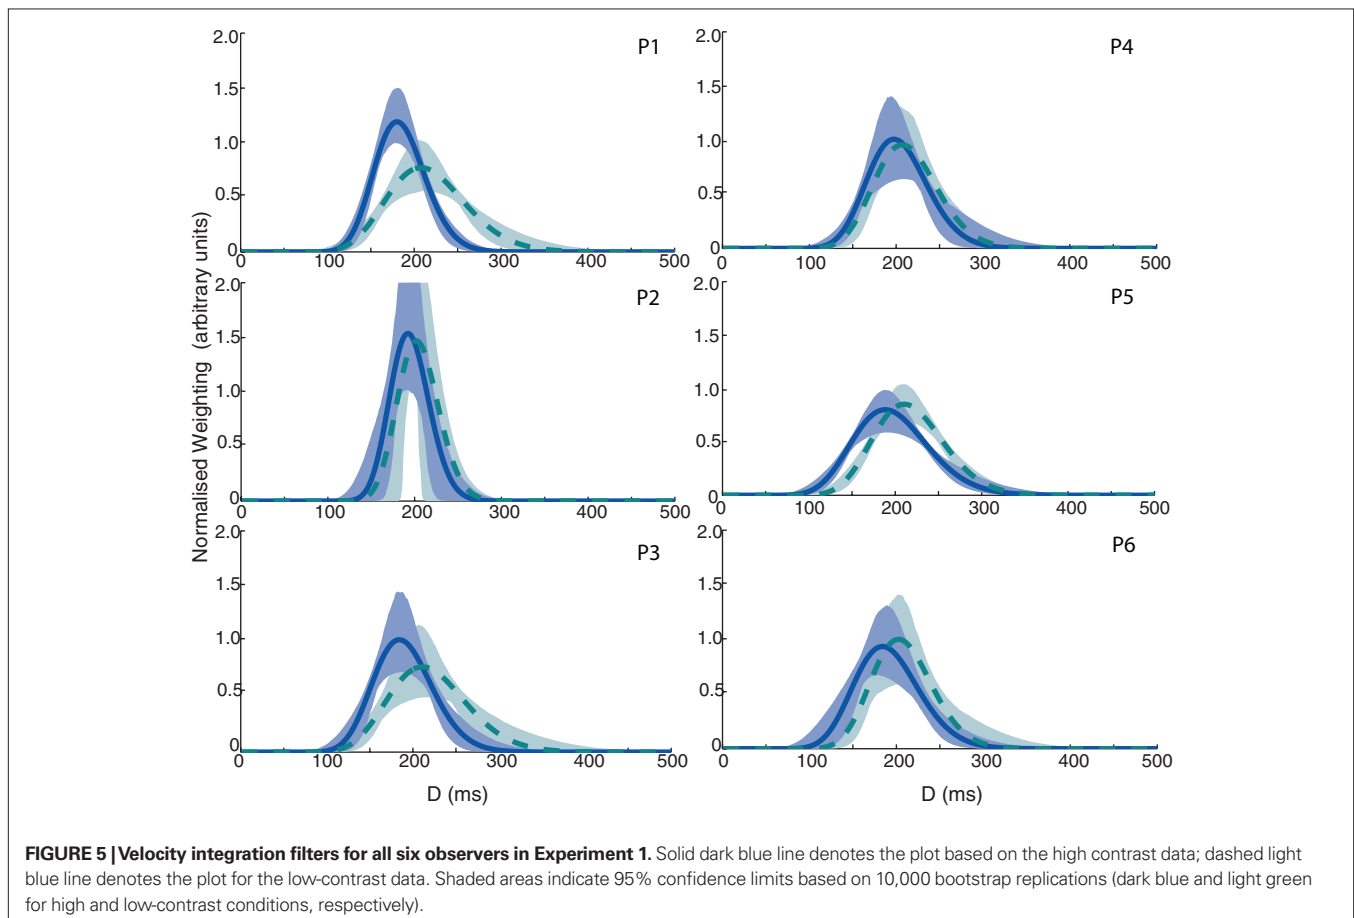 P1
2.0
1.5
1.0
0.5
0
0 100 200 300 400 500
P4
2.0
1.5
1.0
0.5
0
0 100 200 300 400 500
Normalised Weighting (arbitrary units)
P2
2.0
1.5
1.0
0.5
0
0 100 200 300 400 500
P5
2.0
1.5
1.0
0.5
0
0 100 200 300 400 500
P3
2.0
1.5
1.0
0.5
0
0 100 200 300 400 500
D (ms)
P6
2.0
1.5
1.0
0.5
0
0 100 200 300 400 500
D (ms)
FIGURE 5 | Velocity integration filters for all six observers in Experiment 1. Solid dark blue line denotes the plot based on the high contrast data; dashed light
blue line denotes the plot for the low-contrast data. Shaded areas indicate 95% confidence limits based on 10,000 bootstrap replications (dark blue and light green
for high and low-contrast conditions, respectively).